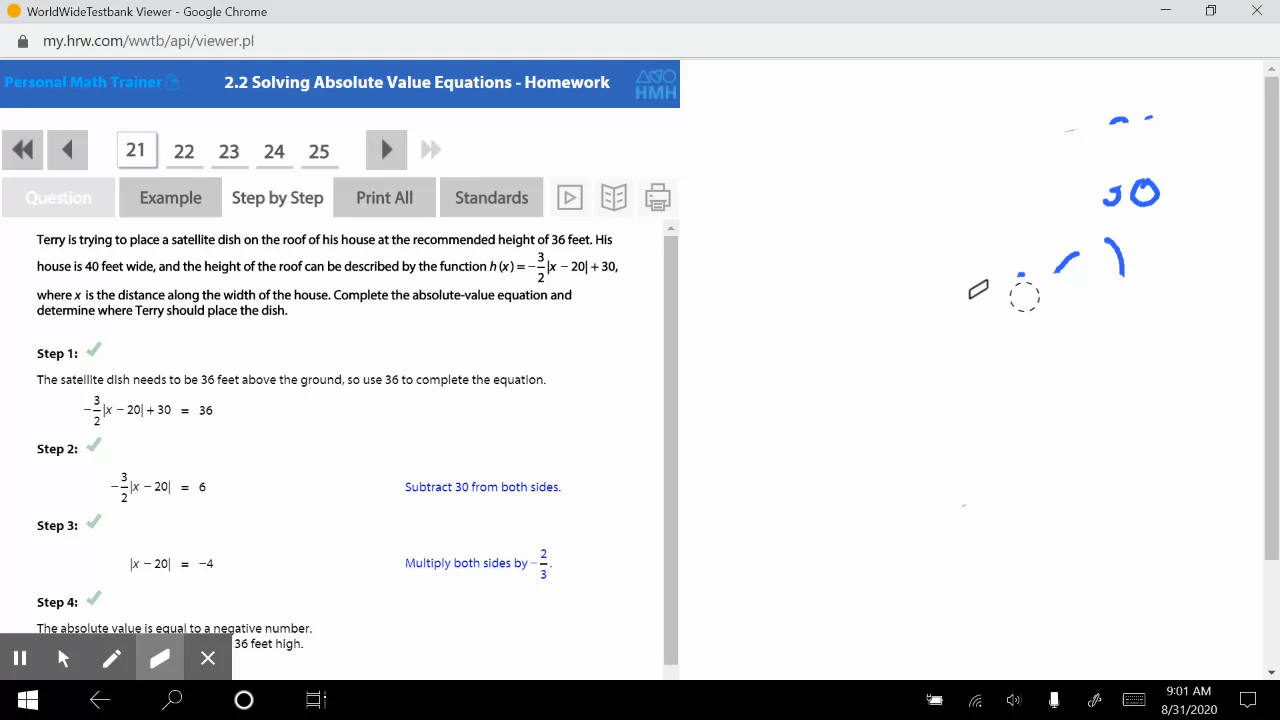 WorldWideTestbank Viewer - Google Chrome
my.hrw.com/wwtb/api/viewer.pl
Personal Math Trainer 2.2 Solving Absolute Value Equations - Homework HMH
21 22 23 24 25
Question Example Step by Step Print All Standards
Terry is trying to place a satellite dish on the roof of his house at the recommended height of 36 feet. His
house is 40 feet wide, and the height of the roof can be described by the function h (x) = −3/2|x − 20| + 30,
where x is the distance along the width of the house. Complete the absolute-value equation and
determine where Terry should place the dish.
Step 1:
The satellite dish needs to be 36 feet above the ground, so use 36 to complete the equation.
−3/2|x − 20| + 30 = 36
Step 2:
−3/2|x − 20| = 6 Subtract 30 from both sides.
Step 3:
|x − 20| = −4 Multiply both sides by −2/3.
Step 4:
The absolute value is equal to a negative number.
36 feet high.
9:01 AM
8/31/2020